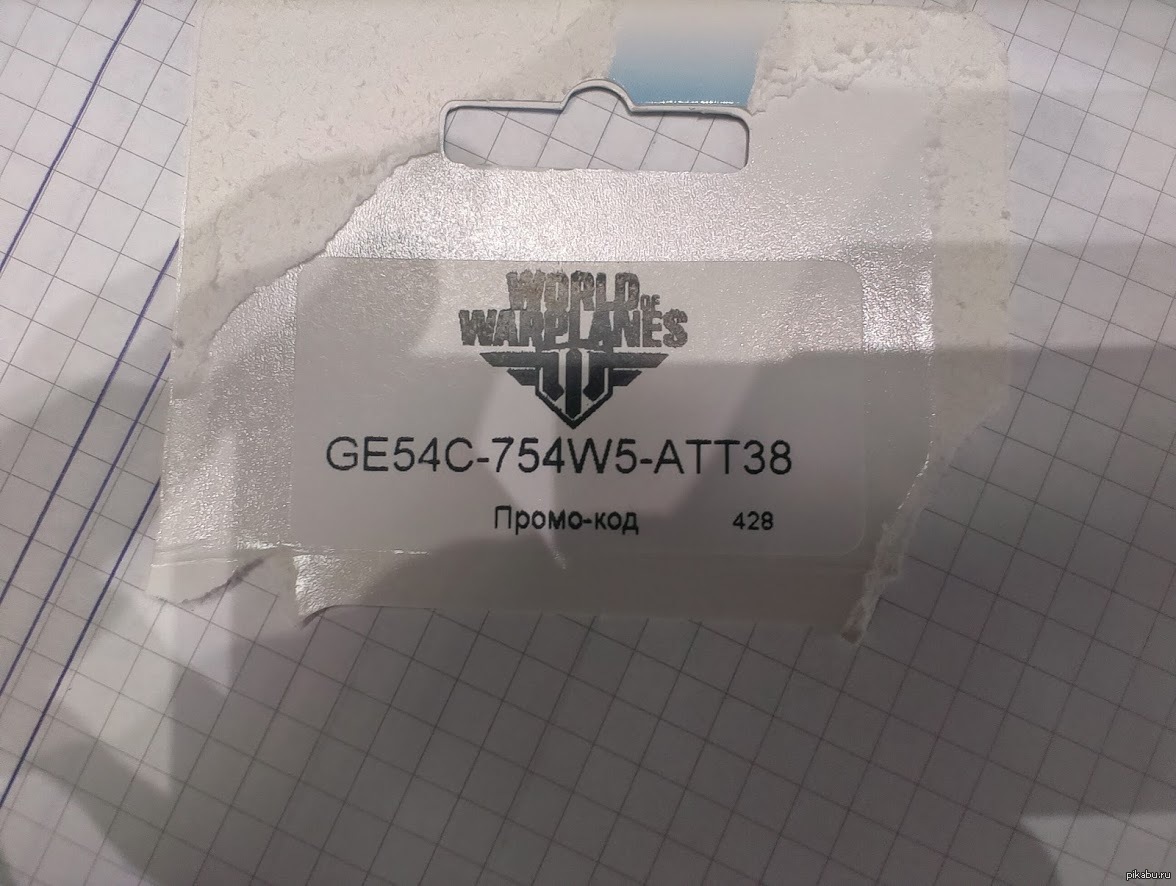 WORLD OF
WARPLANES
GE54C-754W5-ATT38
Промо-код 428
pikabu.ru